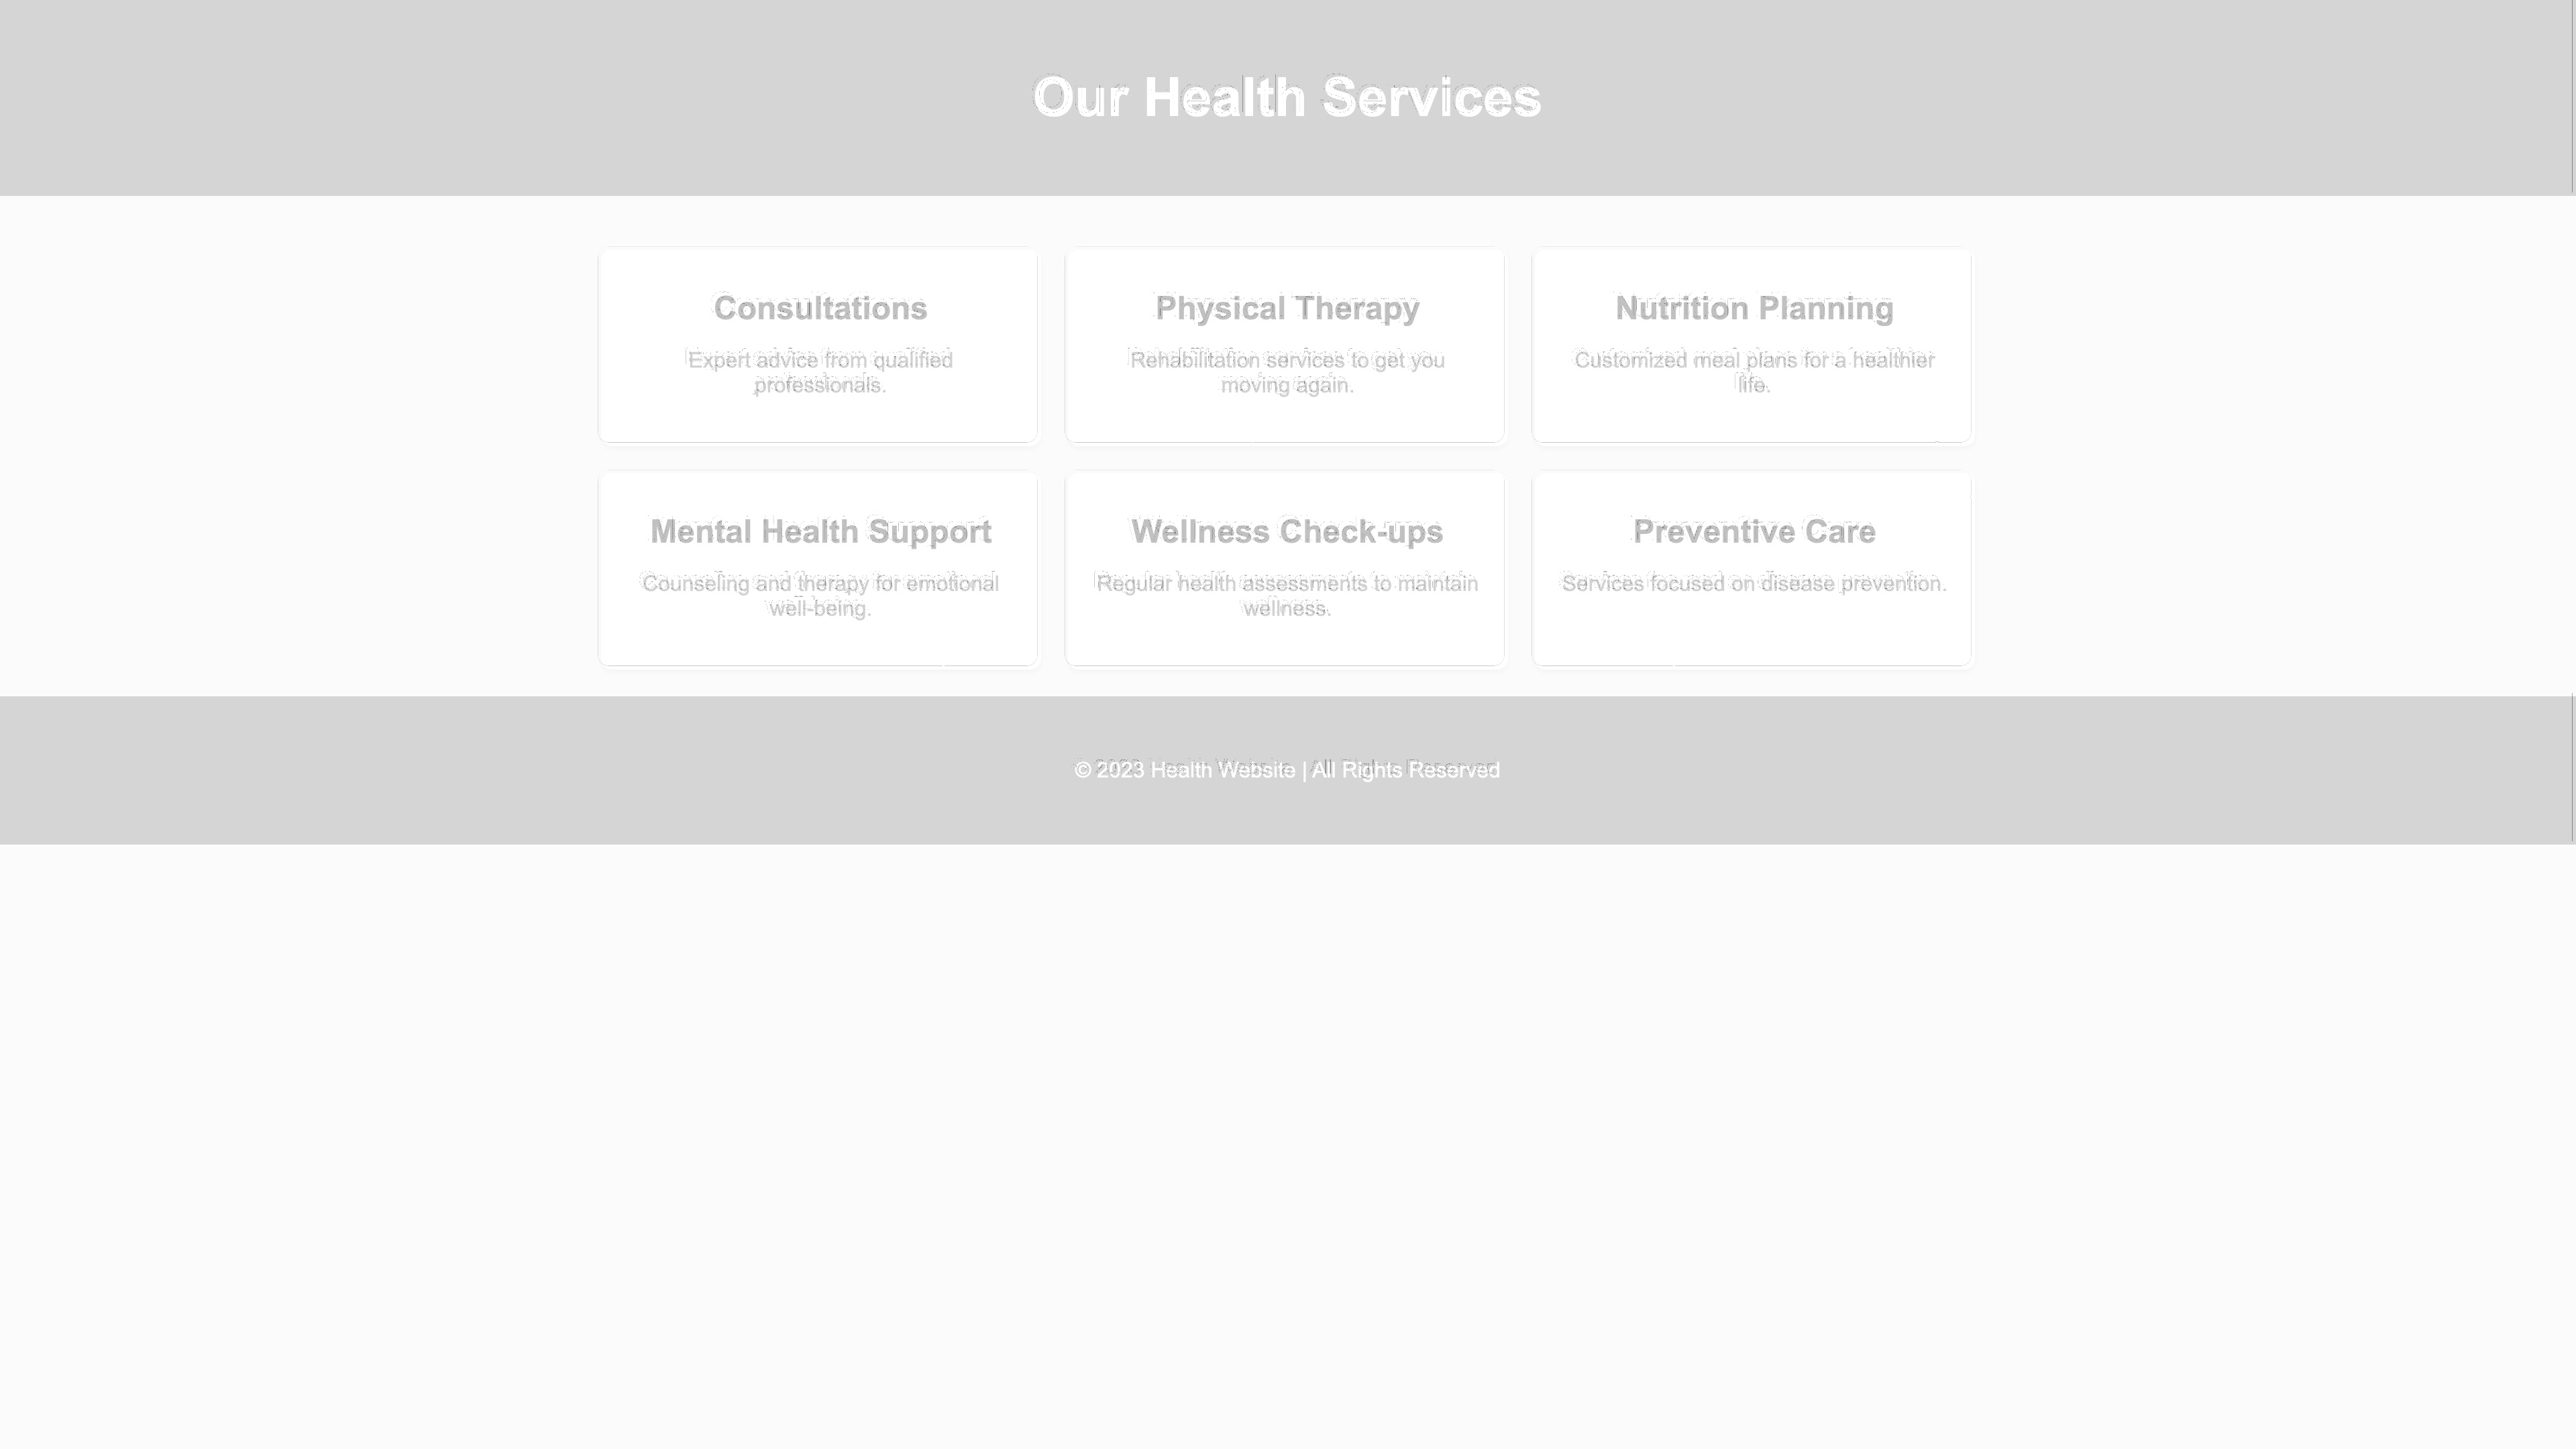 Our Health Services
Consultations
Expert advice from qualified
professionals.
Physical Therapy
Rehabilitation services to get you
moving again.
Nutrition Planning
Customized meal plans for a healthier
life.
Mental Health Support
Counseling and therapy for emotional
well-being.
Wellness Check-ups
Regular health assessments to maintain
wellness.
Preventive Care
Services focused on disease prevention.
© 2023 Health Website | All Rights Reserved